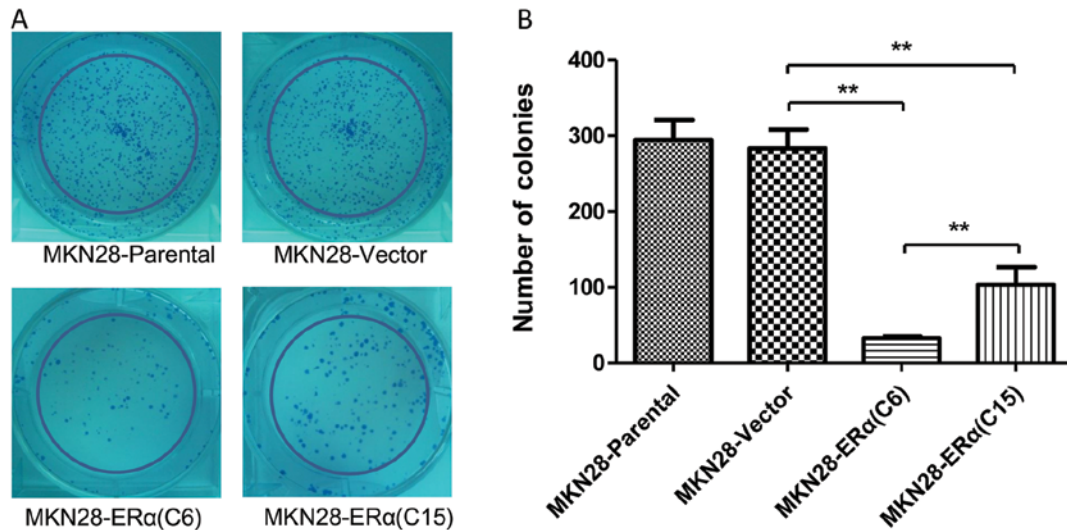 A
MKN28-Parental
MKN28-Vector
MKN28-ERα(C6)
MKN28-ERα(C15)
B
Number of colonies
400
300
200
100
0
**
**
**
MKN28-Parental
MKN28-Vector
MKN28-ERα(C6)
MKN28-ERα(C15)